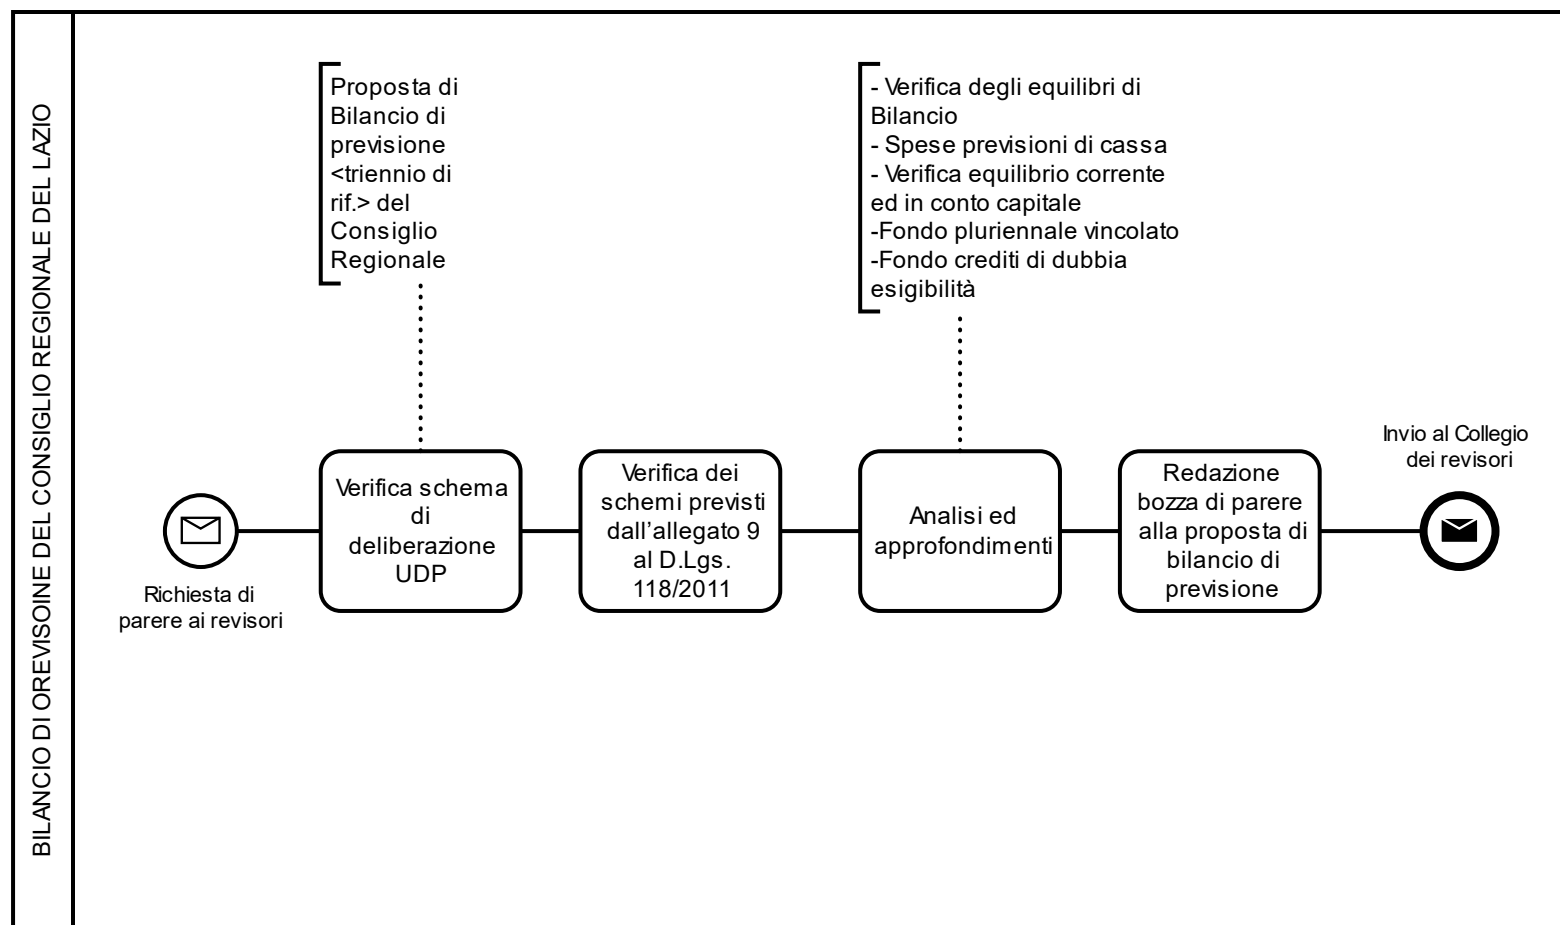 BILANCIO DI OREVISOINE DEL CONSIGLIO REGIONALE DEL LAZIO
Proposta di
Bilancio di
previsione
<triennio di
rif.> del
Consiglio
Regionale
- Verifica degli equilibri di
Bilancio
- Spese previsioni di cassa
- Verifica equilibrio corrente
ed in conto capitale
-Fondo pluriennale vincolato
-Fondo crediti di dubbia
esigibilità
Richiesta di
parere ai revisori
Verifica schema
di
deliberazione
UDP
Verifica dei
schemi previsti
dall'allegato 9
al D.Lgs.
118/2011
Analisi ed
approfondimenti
Redazione
bozza di parere
alla proposta di
bilancio di
previsione
Invio al Collegio
dei revisori